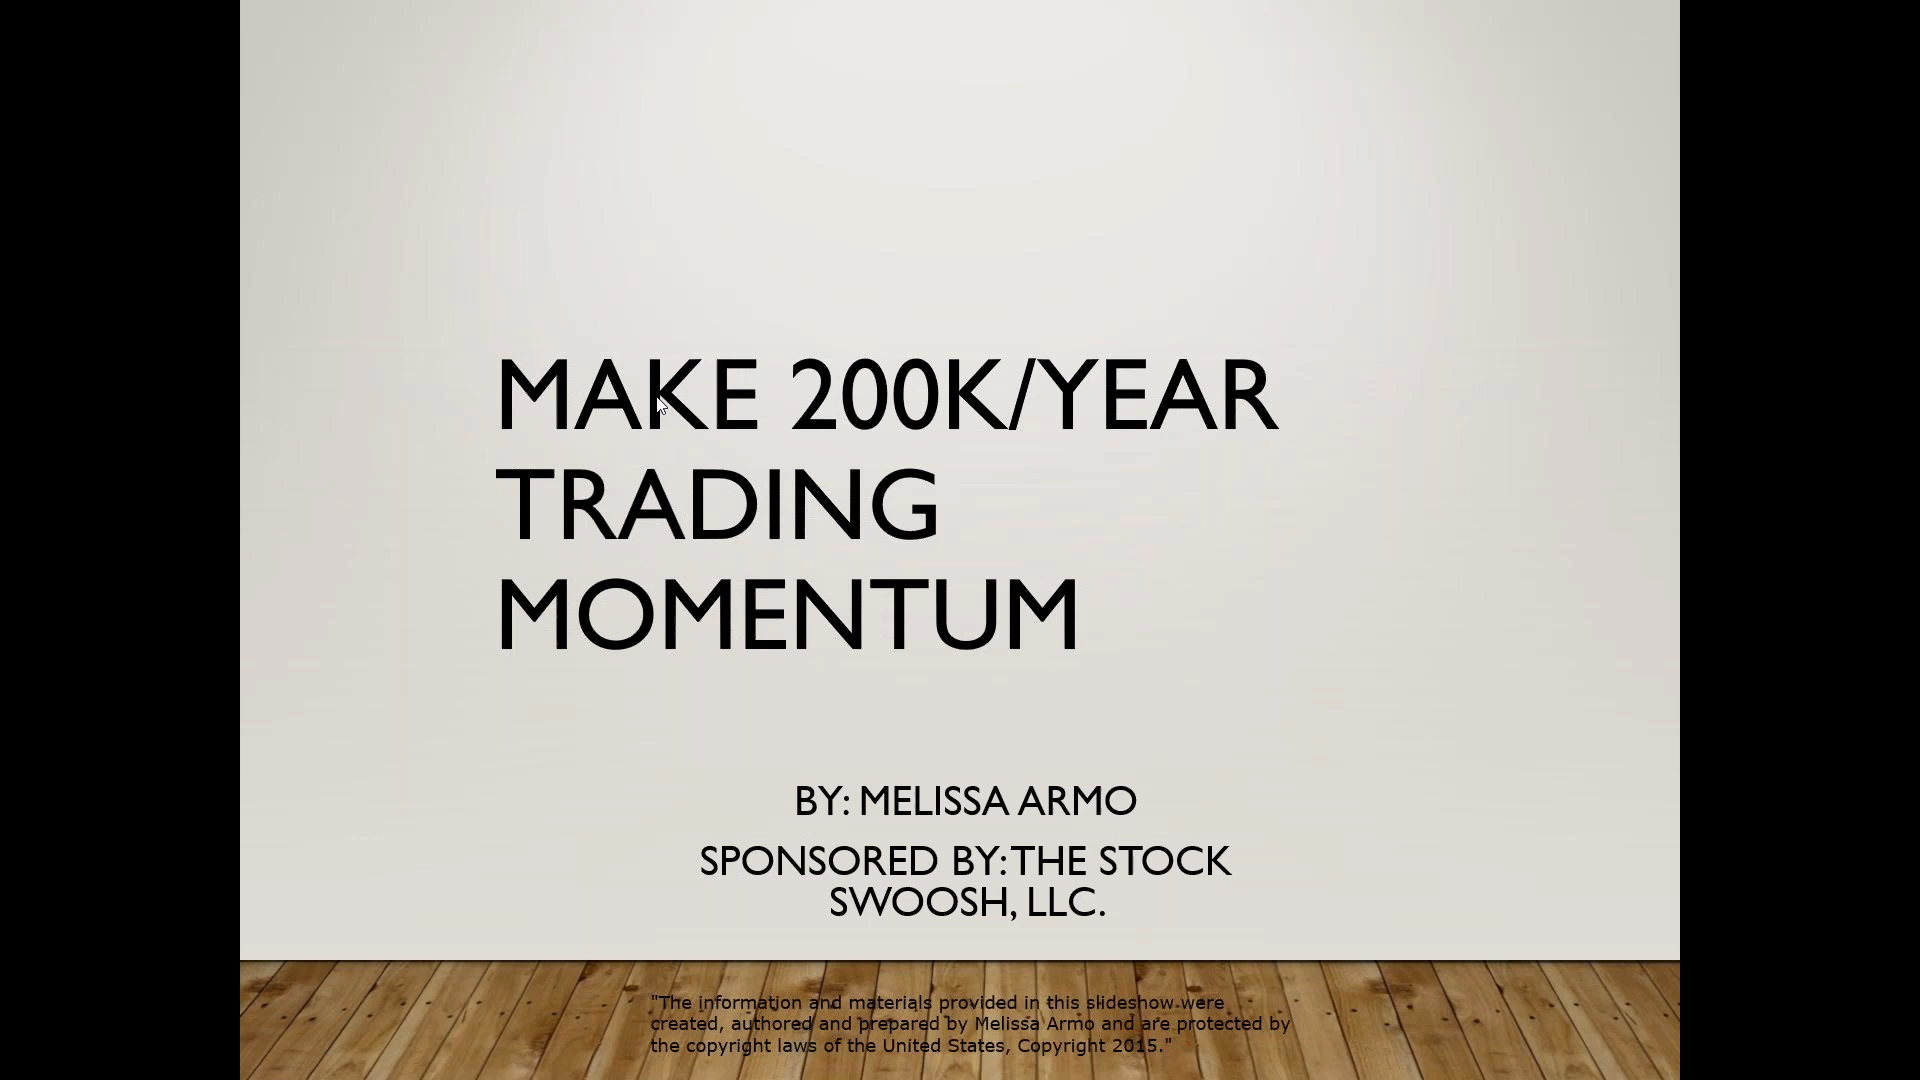 MAKE 200K/YEAR
TRADING
MOMENTUM
BY: MELISSA ARMO
SPONSORED BY: THE STOCK
SWOOSH, LLC.
"The information and materials provided in this slideshow were
created, authored and prepared by Melissa Armo and are protected by
the copyright laws of the United States, Copyright 2015."